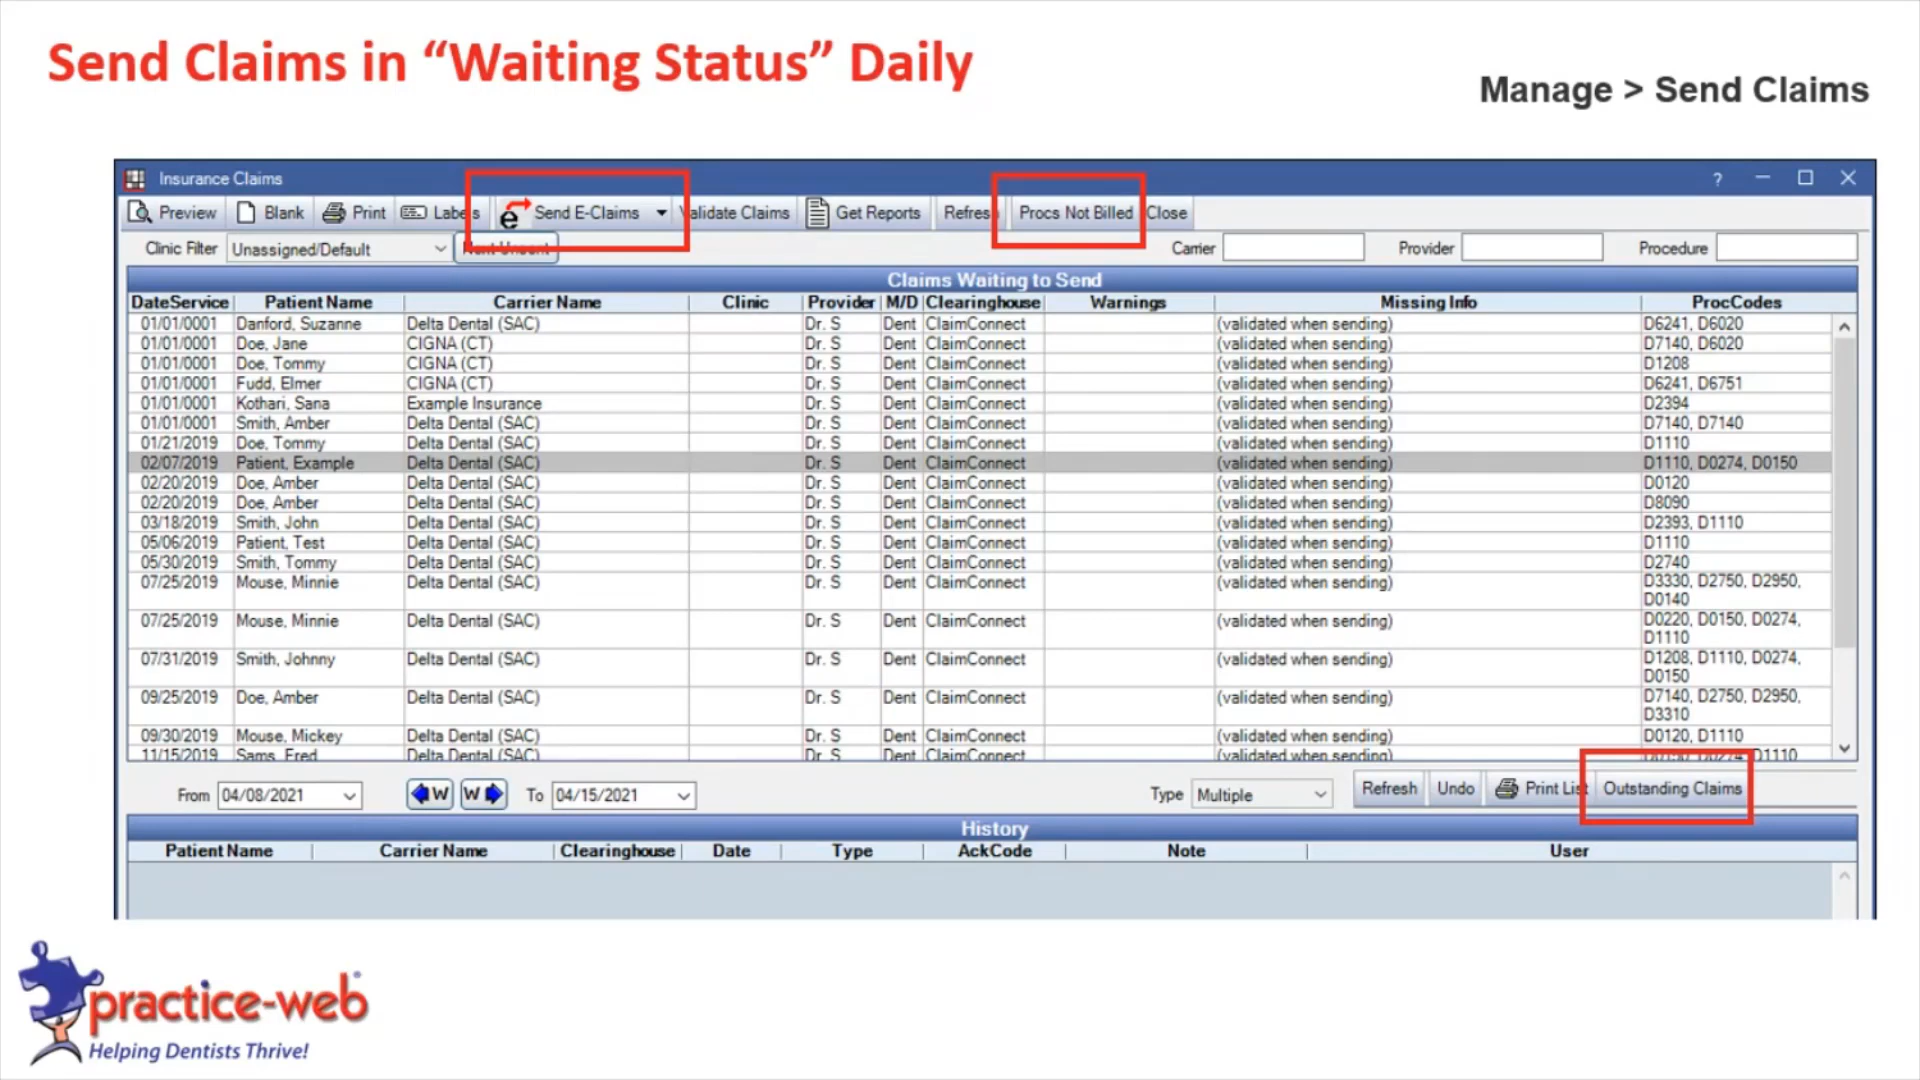 Send Claims in “Waiting Status” Daily
Manage > Send Claims
Insurance Claims
Preview Blank Print Labels Send E-Claims Validate Claims Get Reports Refresh Procs Not Billed Close
Clinic Filter Unassigned/Default Next Unsent Carrier Provider Procedure
Claims Waiting to Send
DateService Patient Name Carrier Name Clinic Provider M/D Clearinghouse Warnings Missing Info ProcCodes
01/01/0001 Danford, Suzanne Delta Dental (SAC) Dr. S Dent ClaimConnect (validated when sending) D6241, D6020
01/01/0001 Doe, Jane CIGNA (CT) Dr. S Dent ClaimConnect (validated when sending) D7140, D6020
01/01/0001 Doe, Tommy CIGNA (CT) Dr. S Dent ClaimConnect (validated when sending) D1208
01/01/0001 Fudd, Elmer CIGNA (CT) Dr. S Dent ClaimConnect (validated when sending) D6241, D6751
01/01/0001 Kothari, Sana Example Insurance Dr. S Dent ClaimConnect (validated when sending) D2394
01/01/0001 Smith, Amber Delta Dental (SAC) Dr. S Dent ClaimConnect (validated when sending) D7140, D7140
01/21/2019 Doe, Tommy Delta Dental (SAC) Dr. S Dent ClaimConnect (validated when sending) D1110
02/07/2019 Patient, Example Delta Dental (SAC) Dr. S Dent ClaimConnect (validated when sending) D1110, D0274, D0150
02/20/2019 Doe, Amber Delta Dental (SAC) Dr. S Dent ClaimConnect (validated when sending) D0120
02/20/2019 Doe, Amber Delta Dental (SAC) Dr. S Dent ClaimConnect (validated when sending) D8090
03/18/2019 Smith, John Delta Dental (SAC) Dr. S Dent ClaimConnect (validated when sending) D2393, D1110
05/06/2019 Patient, Test Delta Dental (SAC) Dr. S Dent ClaimConnect (validated when sending) D1110
05/30/2019 Smith, Tommy Delta Dental (SAC) Dr. S Dent ClaimConnect (validated when sending) D2740
07/25/2019 Mouse, Minnie Delta Dental (SAC) Dr. S Dent ClaimConnect (validated when sending) D3330, D2750, D2950,
D0140
07/25/2019 Mouse, Minnie Delta Dental (SAC) Dr. S Dent ClaimConnect (validated when sending) D0220, D0150, D0274,
D1110
07/31/2019 Smith, Johnny Delta Dental (SAC) Dr. S Dent ClaimConnect (validated when sending) D1208, D1110, D0274,
D0150
09/25/2019 Doe, Amber Delta Dental (SAC) Dr. S Dent ClaimConnect (validated when sending) D7140, D2750, D2950,
D3310
09/30/2019 Mouse, Mickey Delta Dental (SAC) Dr. S Dent ClaimConnect (validated when sending) D0120, D1110
11/15/2019 Sams, Fred Delta Dental (SAC) Dr. S Dent ClaimConnect (validated when sending) D0150, D0274, D1110
From 04/08/2021 W W To 04/15/2021 Type Multiple Refresh Undo Print List Outstanding Claims
History
Patient Name Carrier Name Clearinghouse Date Type AckCode Note User
practice-web
Helping Dentists Thrive!